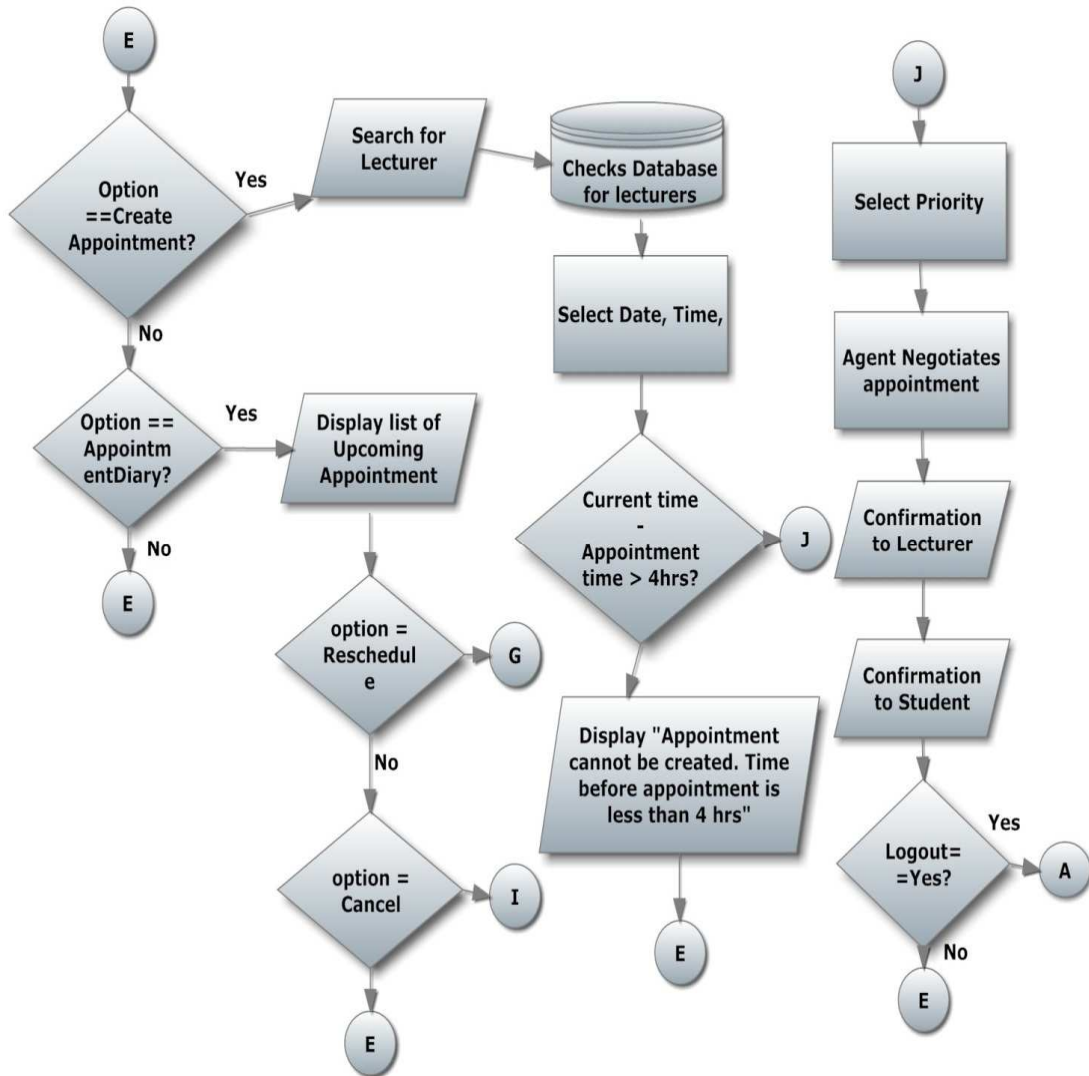 E
Option
==Create
Appointment?
Yes
Search for
Lecturer
Checks Database
for lecturers
Select Date, Time,
No
Option ==
Appointm
entDiary?
Yes
Display list of
Upcoming
Appointment
No
E
option =
Reschedul
e
G
No
option =
Cancel
I
E
Current time
-
Appointment
time > 4hrs?
J
Display "Appointment
cannot be created. Time
before appointment is
less than 4 hrs"
E
J
Select Priority
Agent Negotiates
appointment
Confirmation
to Lecturer
Confirmation
to Student
Logout=
=Yes?
Yes
A
No
E